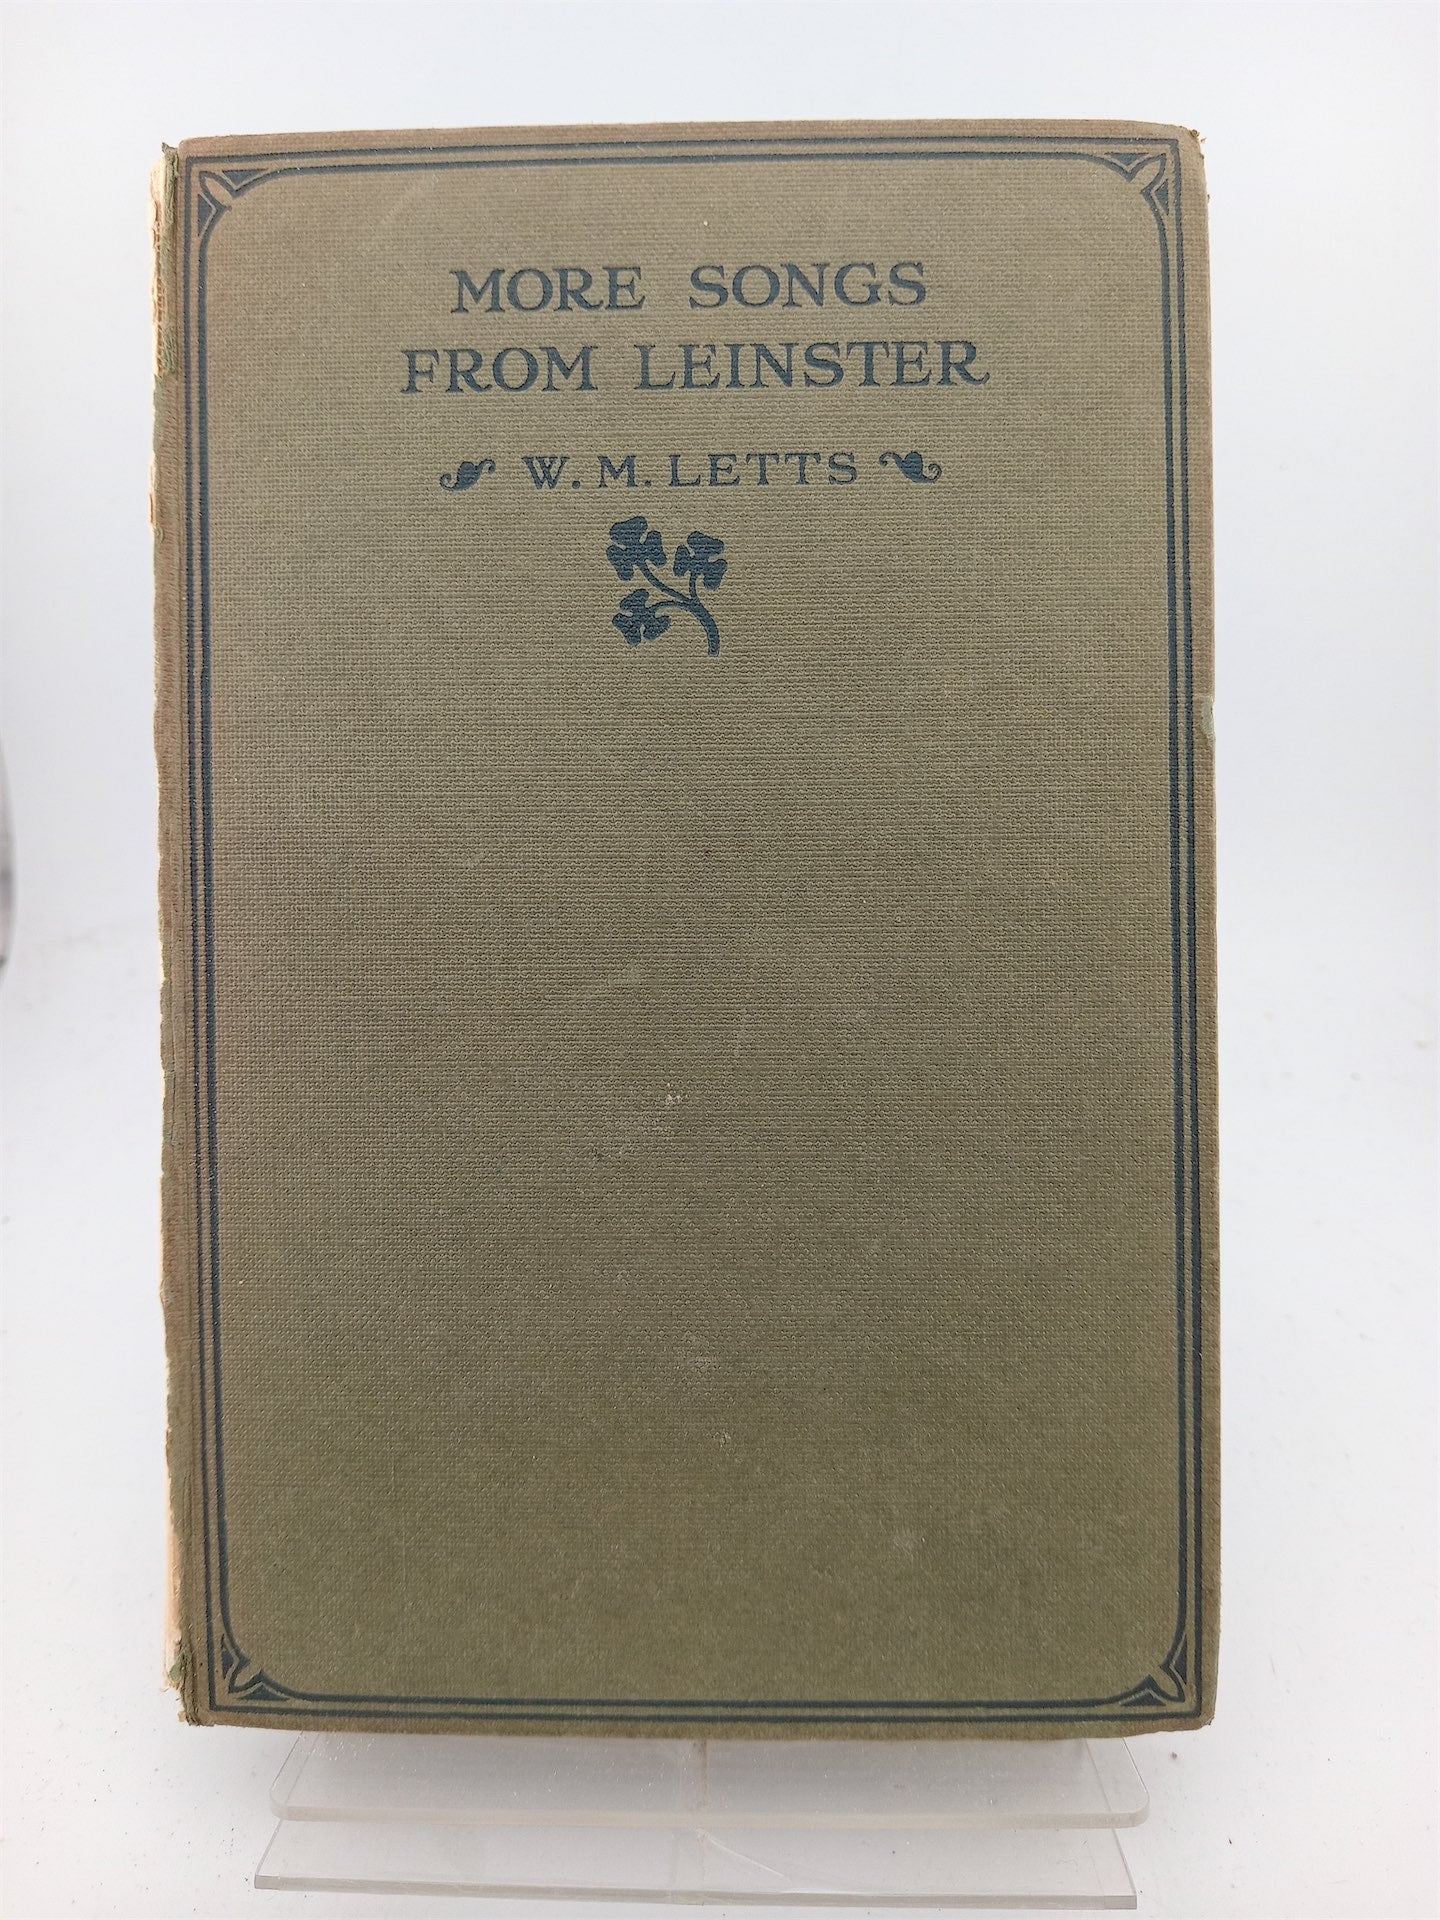 MORE SONGS
FROM LEINSTER
W. M. LETTS